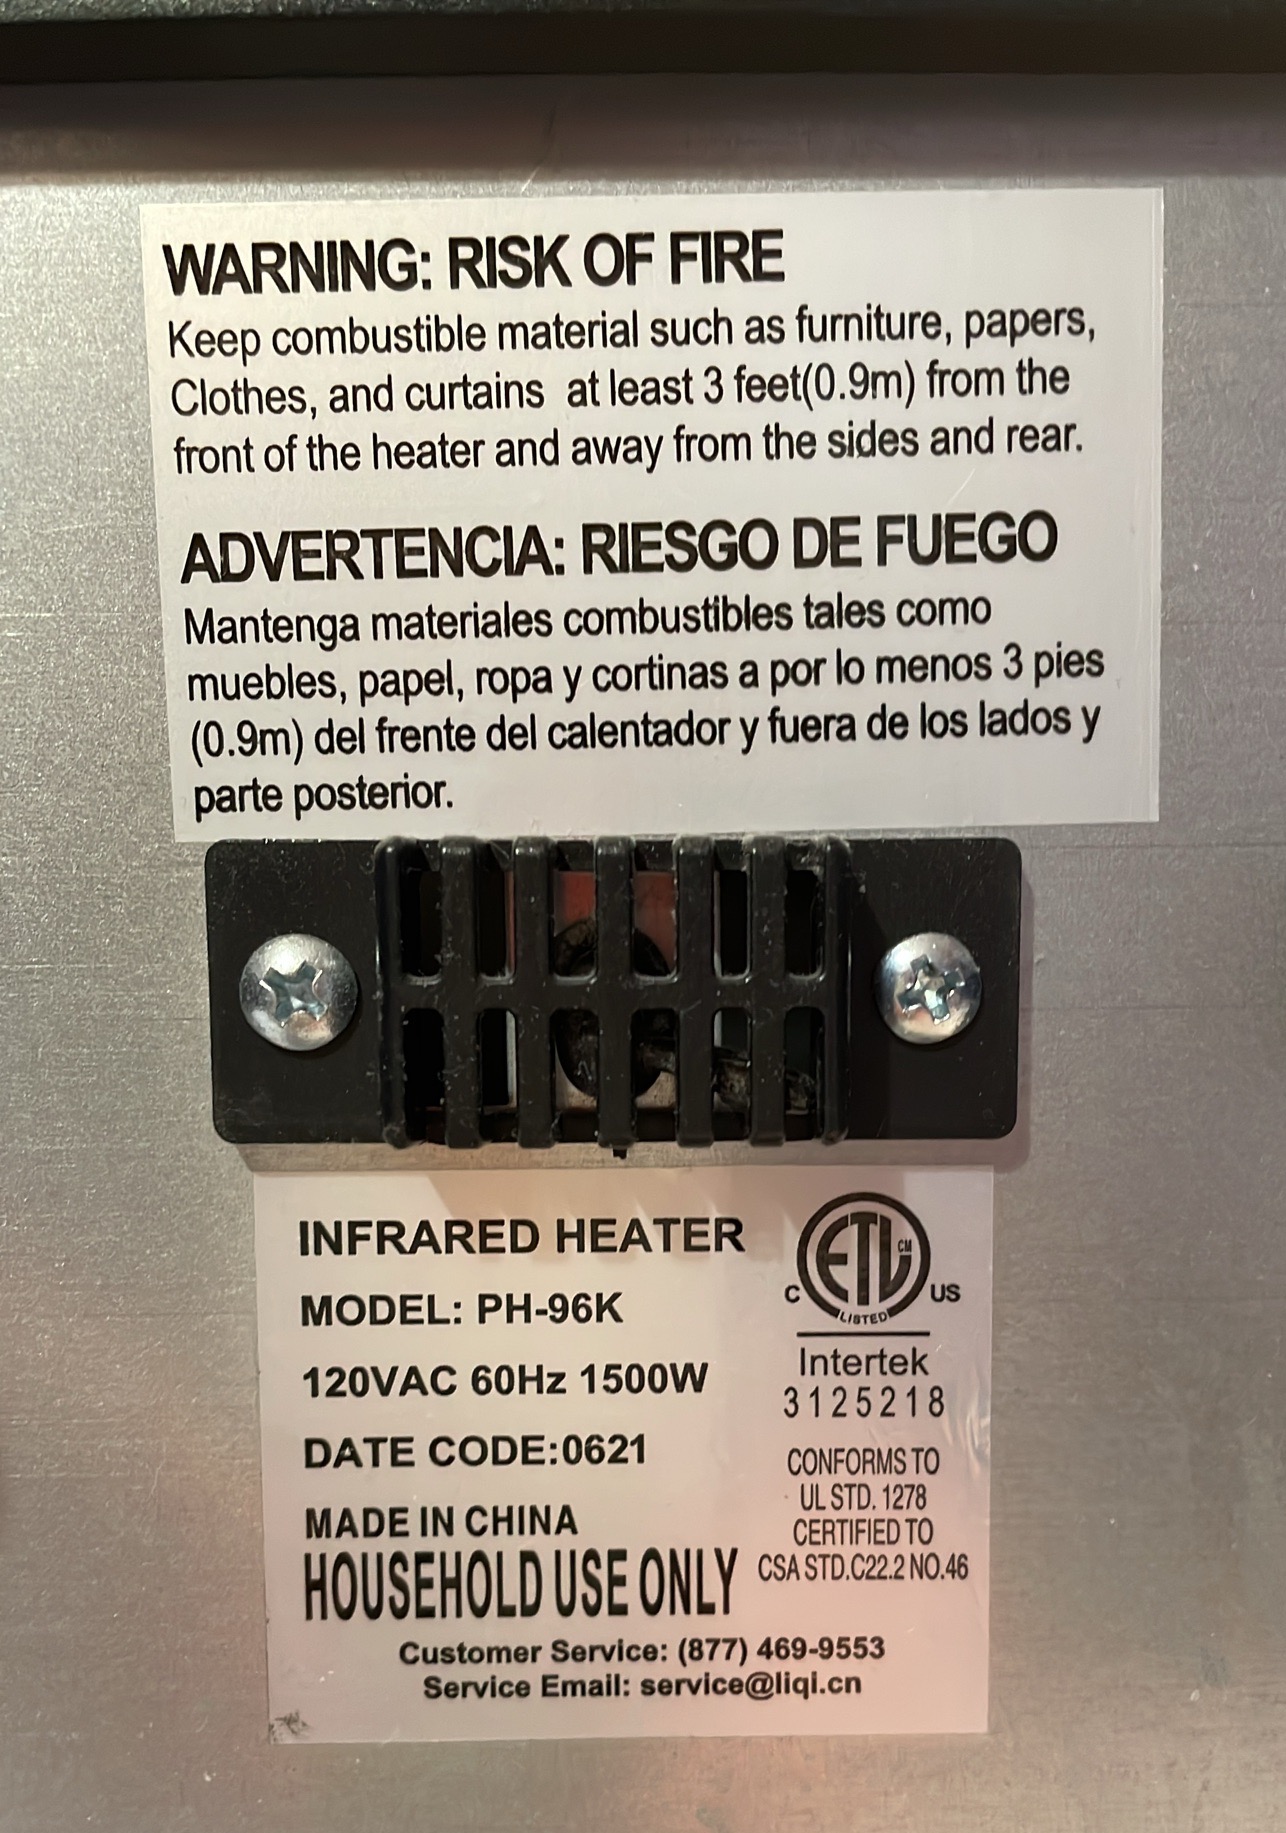 WARNING: RISK OF FIRE
Keep combustible material such as furniture, papers,
Clothes, and curtains at least 3 feet(0.9m) from the
front of the heater and away from the sides and rear.
ADVERTENCIA: RIESGO DE FUEGO
Mantenga materiales combustibles tales como
muebles, papel, ropa y cortinas a por lo menos 3 pies
(0.9m) del frente del calentador y fuera de los lados y
parte posterior.
INFRARED HEATER
MODEL: PH-96K
120VAC 60Hz 1500W
DATE CODE:0621
MADE IN CHINA
HOUSEHOLD USE ONLY
ETL CM
C US
LISTED
Intertek
3125218
CONFORMS TO
UL STD. 1278
CERTIFIED TO
CSA STD.C22.2 NO.46
Customer Service: (877) 469-9553
Service Email: service@liqi.cn